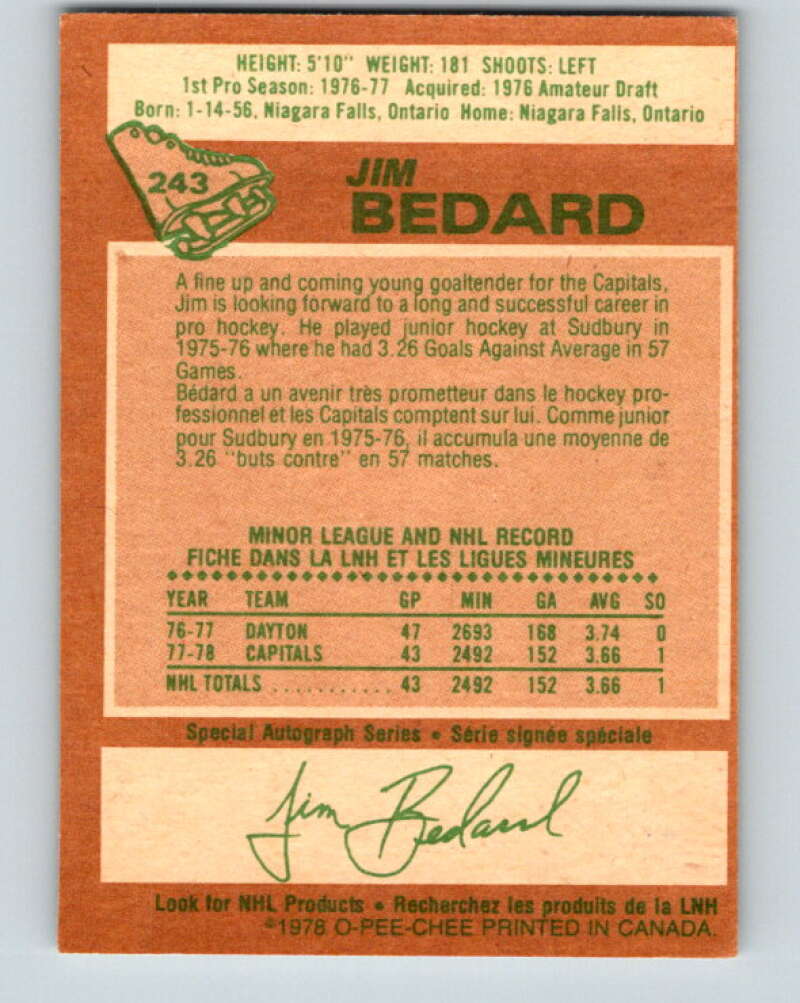 HEIGHT: 5'10" WEIGHT: 181 SHOOTS: LEFT
1st Pro Season: 1976-77 Acquired: 1976 Amateur Draft
Born: 1-14-56, Niagara Falls, Ontario Home: Niagara Falls, Ontario
243
JIM
BEDARD
A fine up and coming young goaltender for the Capitals,
Jim is looking forward to a long and successful career in
pro hockey. He played junior hockey at Sudbury in
1975-76 where he had 3.26 Goals Against Average in 57
Games.
Bédard a un avenir très prometteur dans le hockey pro-
fessionnel et les Capitals comptent sur lui. Comme junior
pour Sudbury en 1975-76, il accumula une moyenne de
3.26 "buts contre" en 57 matches.
MINOR LEAGUE AND NHL RECORD
FICHE DANS LA LNH ET LES LIGUES MINEURES
YEAR TEAM GP MIN GA AVG SO
76-77 DAYTON 47 2693 168 3.74 0
77-78 CAPITALS 43 2492 152 3.66 1
NHL TOTALS ............ 43 2492 152 3.66 1
Special Autograph Series • Série signée spéciale
Jim Bedard
Look for NHL Products • Recherchez les produits de la LNH
©1978 O-PEE-CHEE PRINTED IN CANADA.